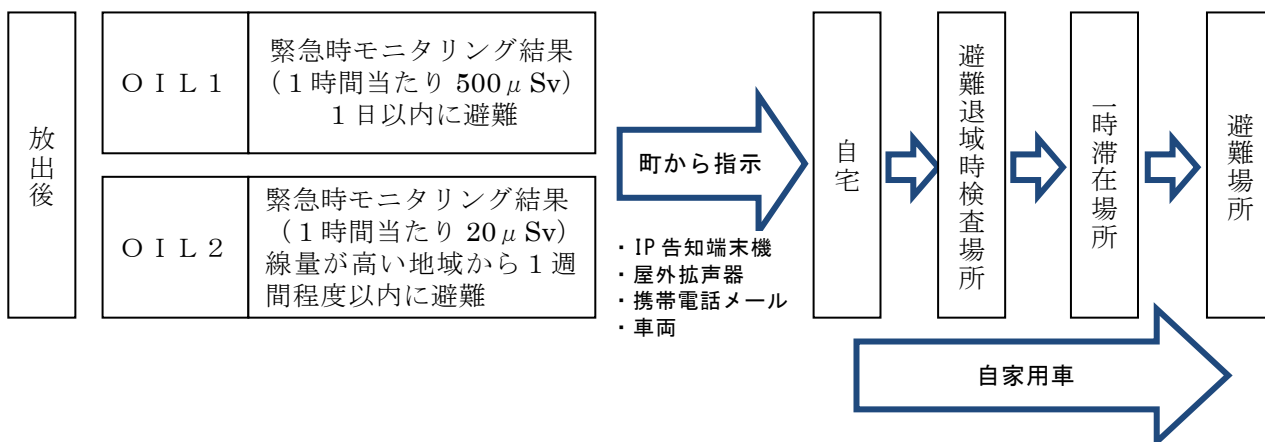 放出後
ＯＩＬ１
緊急時モニタリング結果
（１時間当たり 500μSv）
１日以内に避難
ＯＩＬ２
緊急時モニタリング結果
（１時間当たり 20μSv）
線量が高い地域から１週
間程度以内に避難
町から指示
・IP 告知端末機
・屋外拡声器
・携帯電話メール
・車両
自宅
避難退域時検査場所
一時滞在場所
避難場所
自家用車